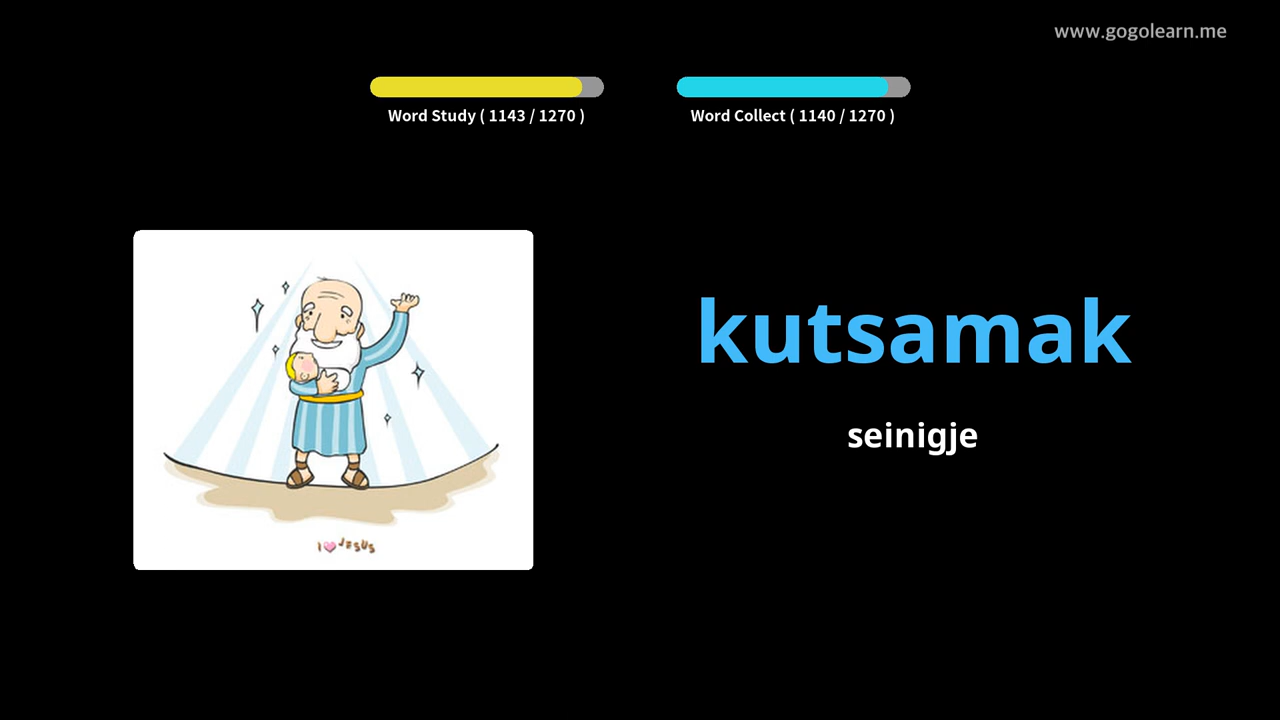 www.gogolearn.me
Word Study ( 1143 / 1270 )
Word Collect ( 1140 / 1270 )
kutsamak
seinigje
I JESUS